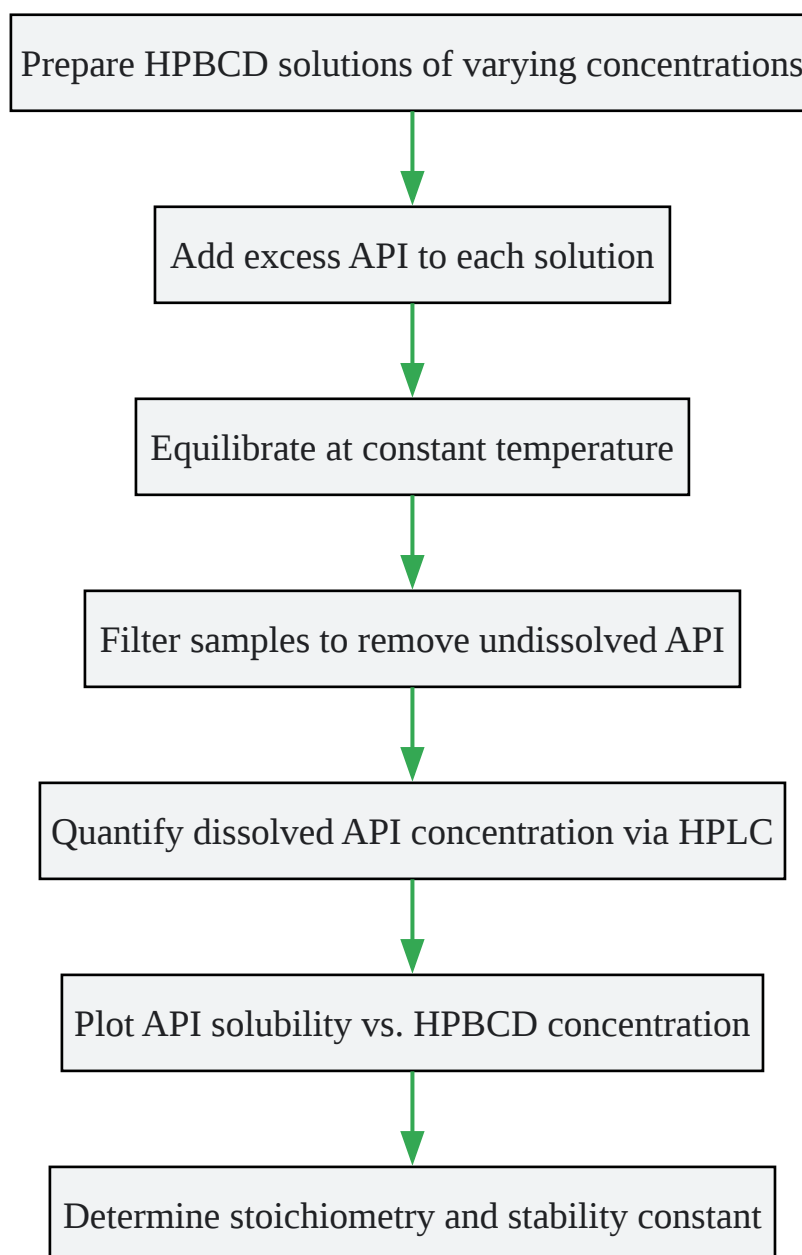 Prepare HPBCD solutions of varying concentrations
Add excess API to each solution
Equilibrate at constant temperature
Filter samples to remove undissolved API
Quantify dissolved API concentration via HPLC
Plot API solubility vs. HPBCD concentration
Determine stoichiometry and stability constant